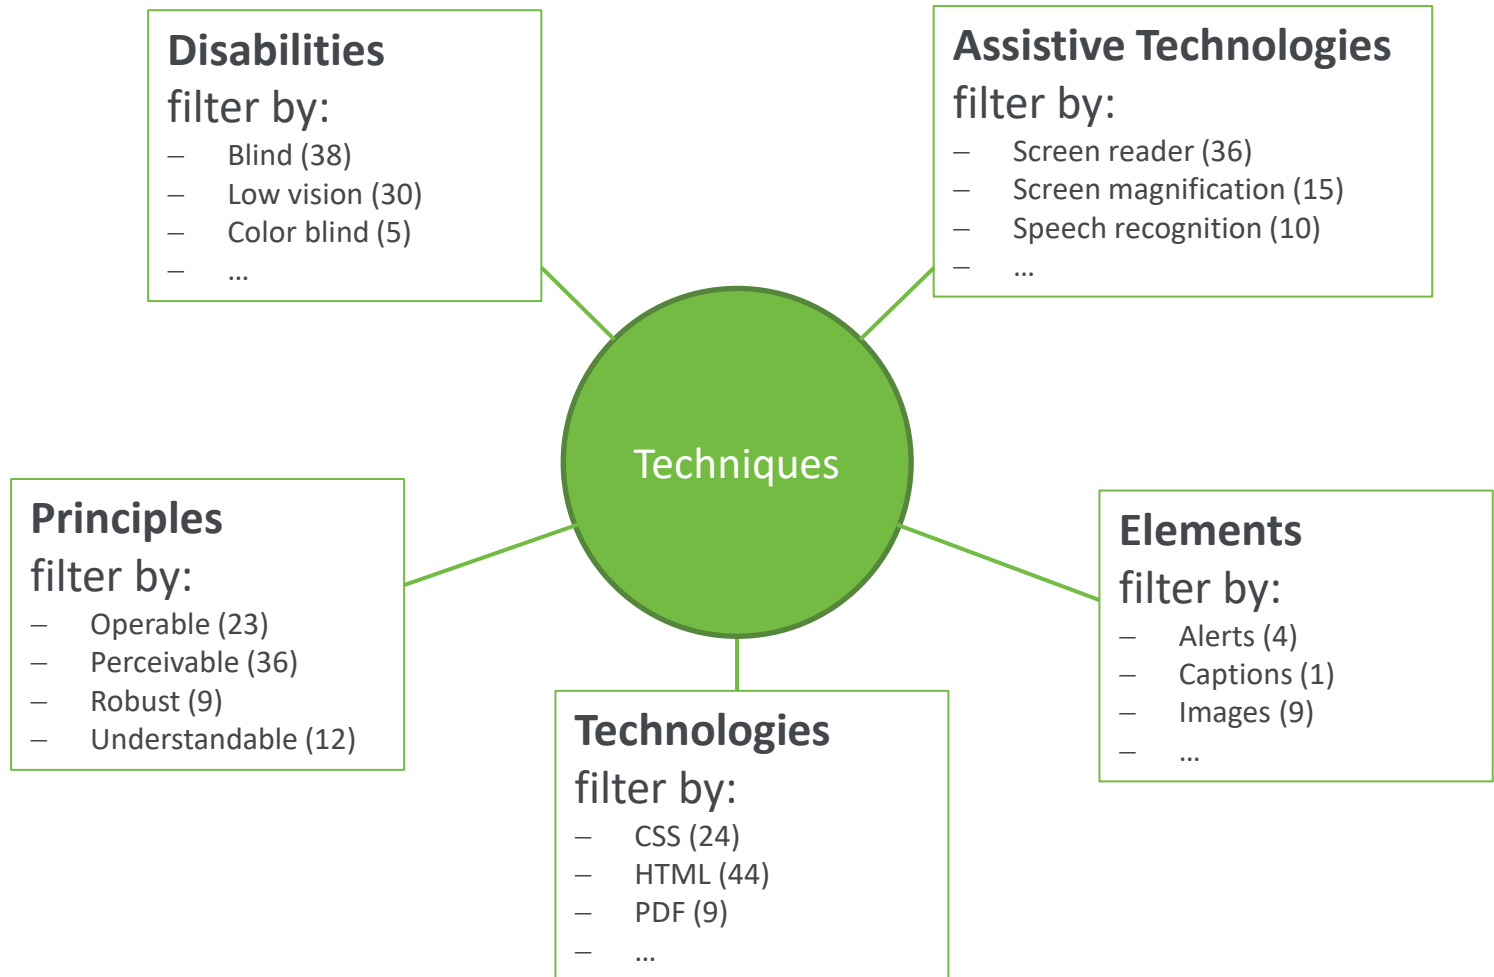 Disabilities
filter by:
– Blind (38)
– Low vision (30)
– Color blind (5)
– ...
Assistive Technologies
filter by:
– Screen reader (36)
– Screen magnification (15)
– Speech recognition (10)
– ...
Techniques
Principles
filter by:
– Operable (23)
– Perceivable (36)
– Robust (9)
– Understandable (12)
Elements
filter by:
– Alerts (4)
– Captions (1)
– Images (9)
– ...
Technologies
filter by:
– CSS (24)
– HTML (44)
– PDF (9)
– ...